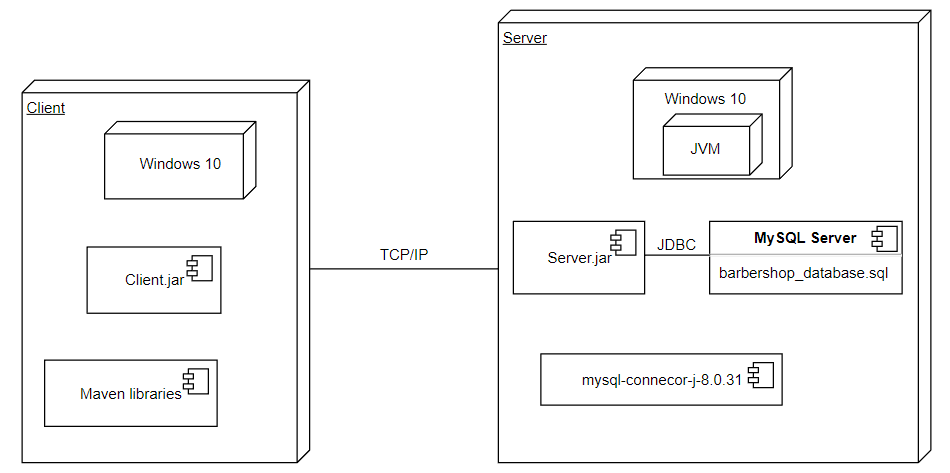 Client
Windows 10
Client.jar
Maven libraries
TCP/IP
Server
Windows 10
JVM
Server.jar
JDBC
MySQL Server
barbershop_database.sql
mysql-connecor-j-8.0.31